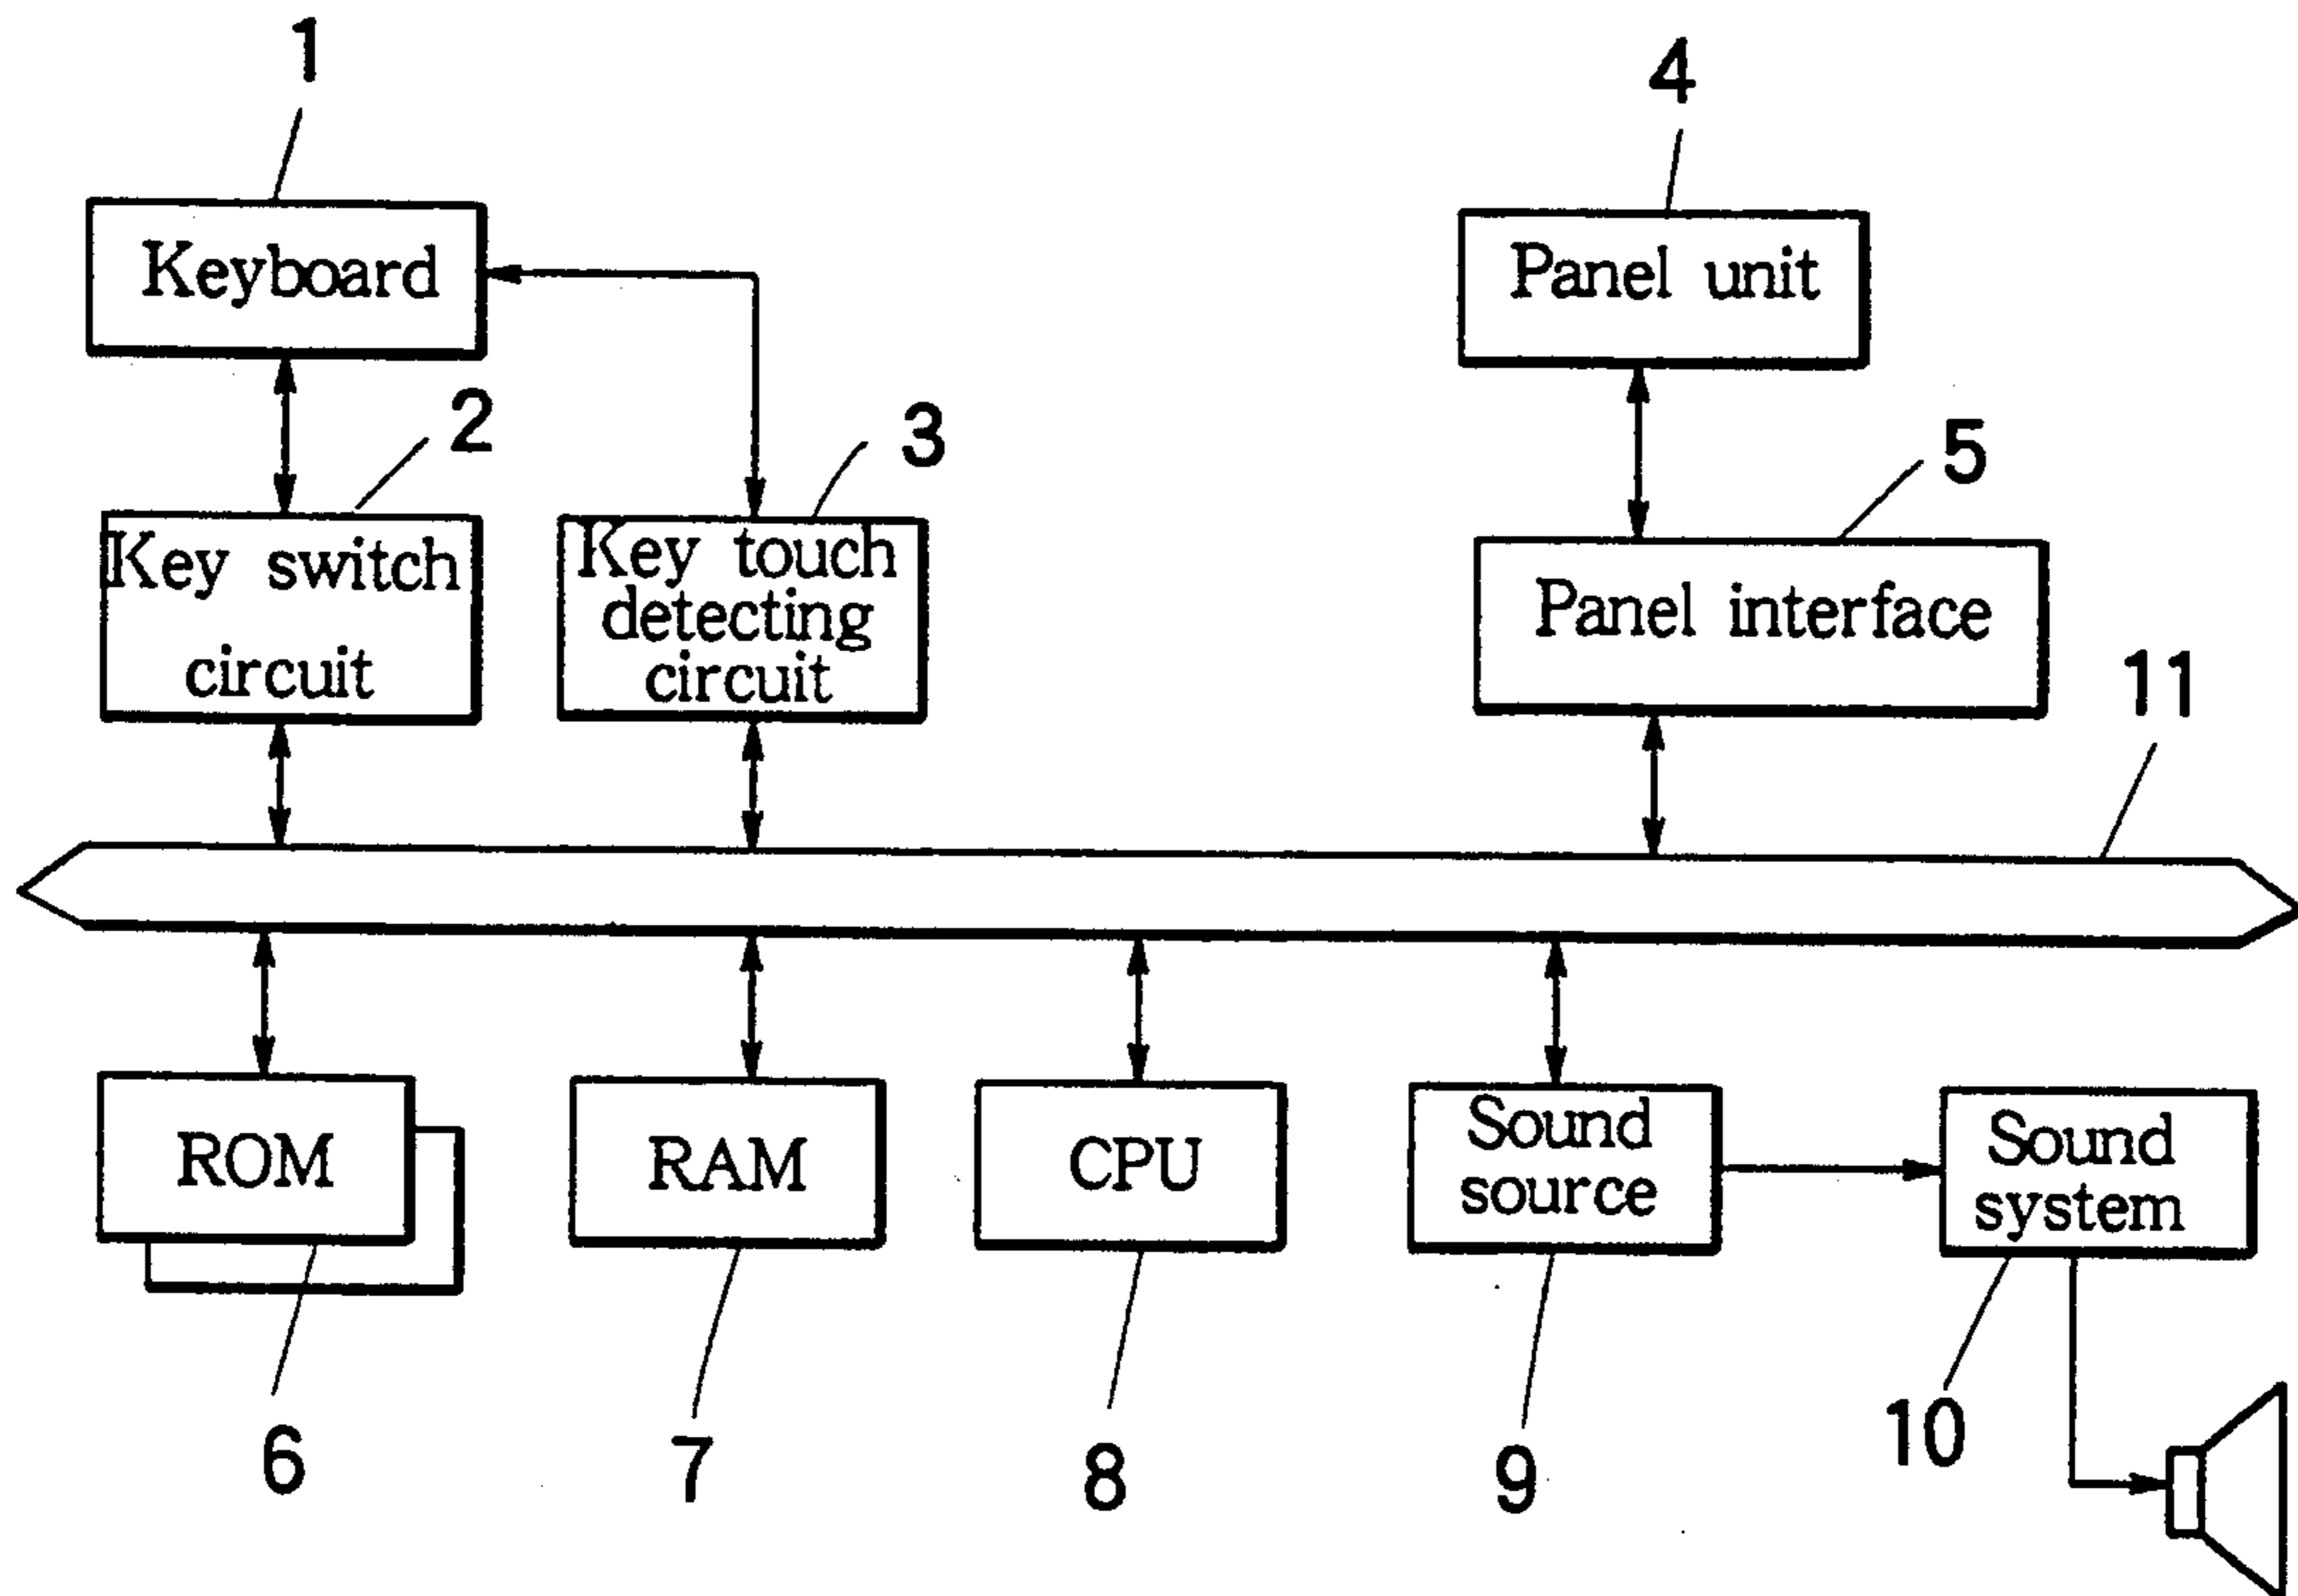 1
4
Keyboard
Panel unit
2
3
5
Key switch
circuit
Key touch
detecting
circuit
Panel interface
11
ROM
RAM
CPU
Sound
source
Sound
system
6
7
8
9
10